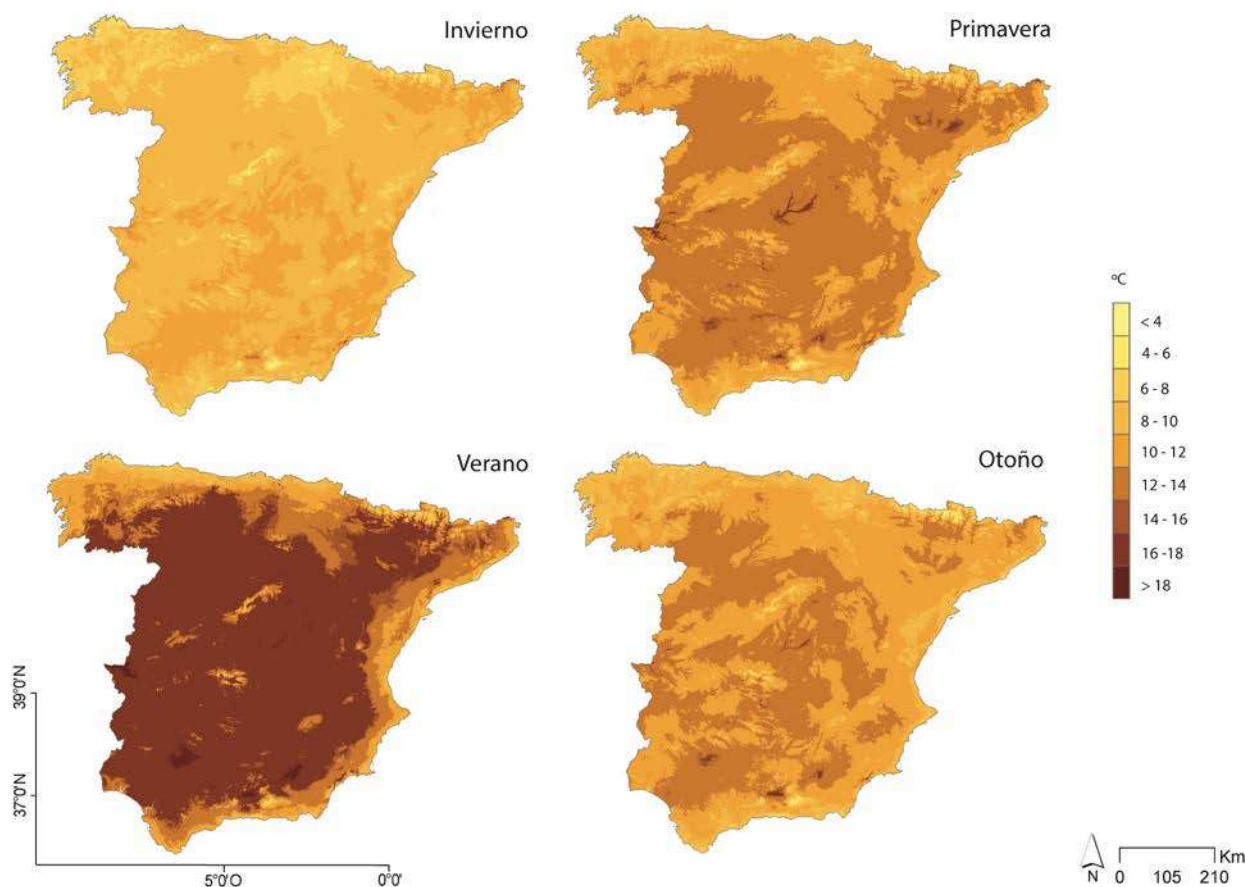 Invierno
Primavera
Verano
Otoño
ºC
< 4
4 - 6
6 - 8
8 - 10
10 - 12
12 - 14
14 - 16
16 -18
> 18
39°0'N
37°0'N
5°0'O
0°0'
N
0 105 210 Km